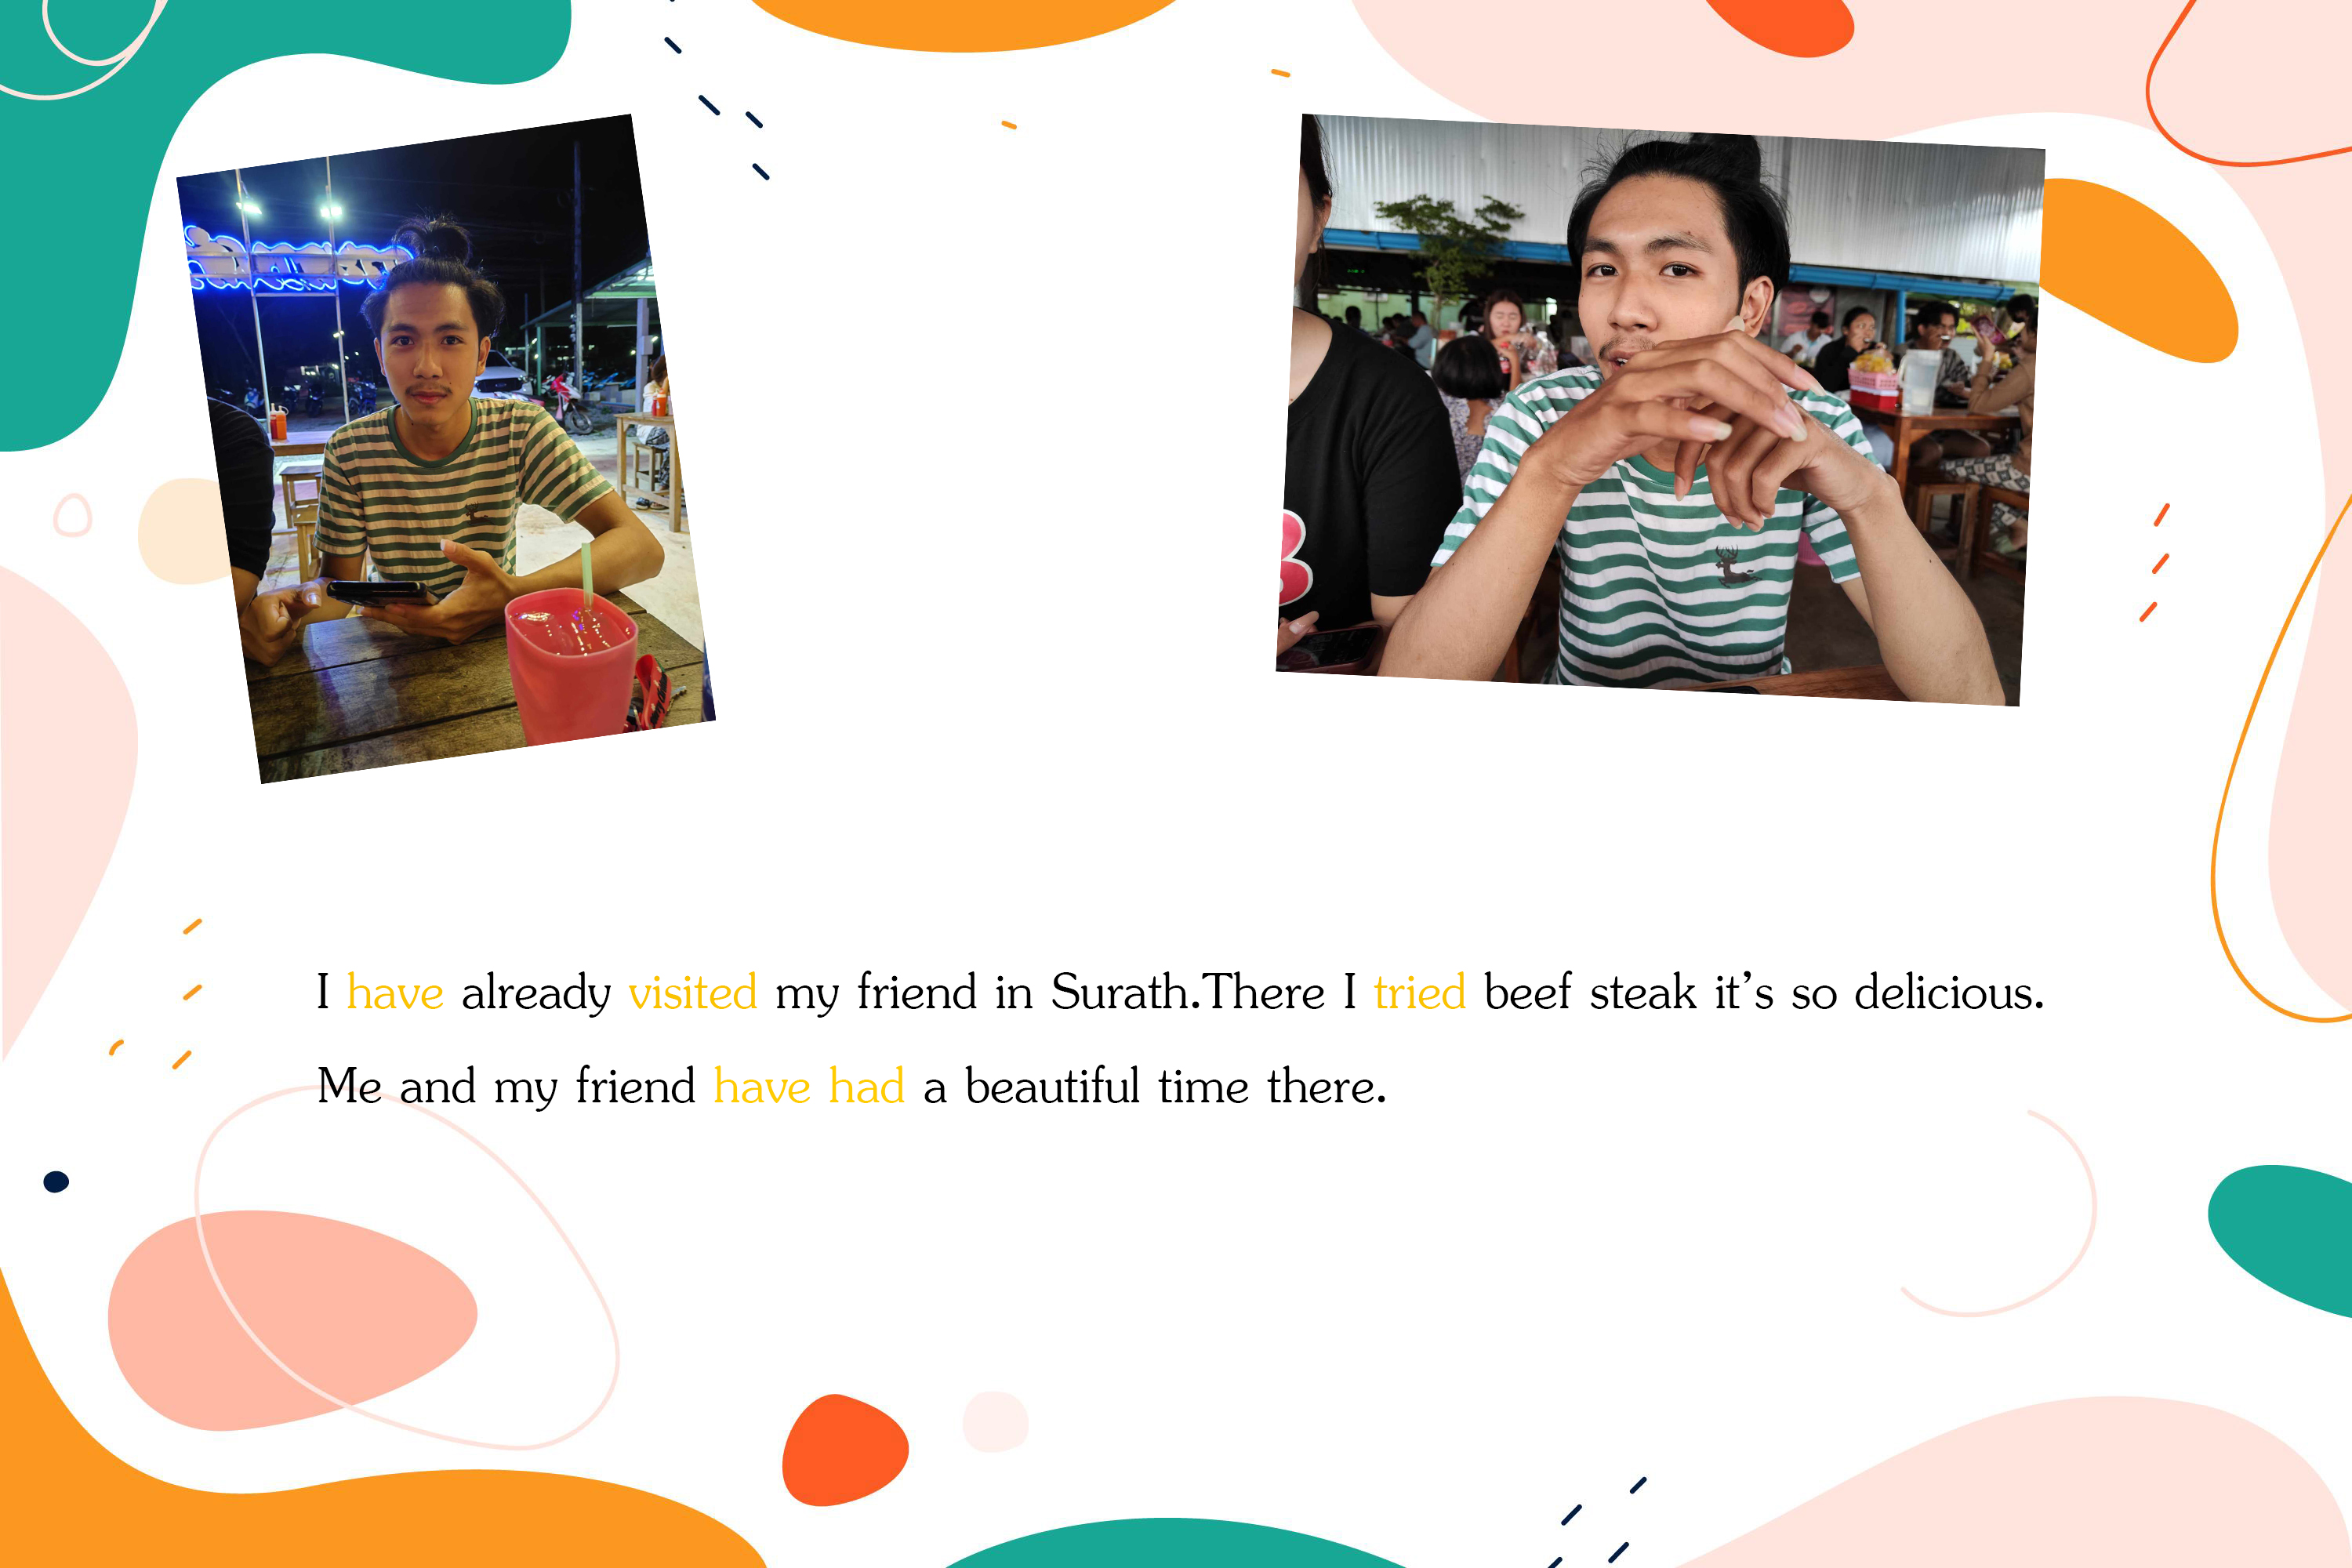 I have already visited my friend in Surath.There I tried beef steak it's so delicious.
Me and my friend have had a beautiful time there.